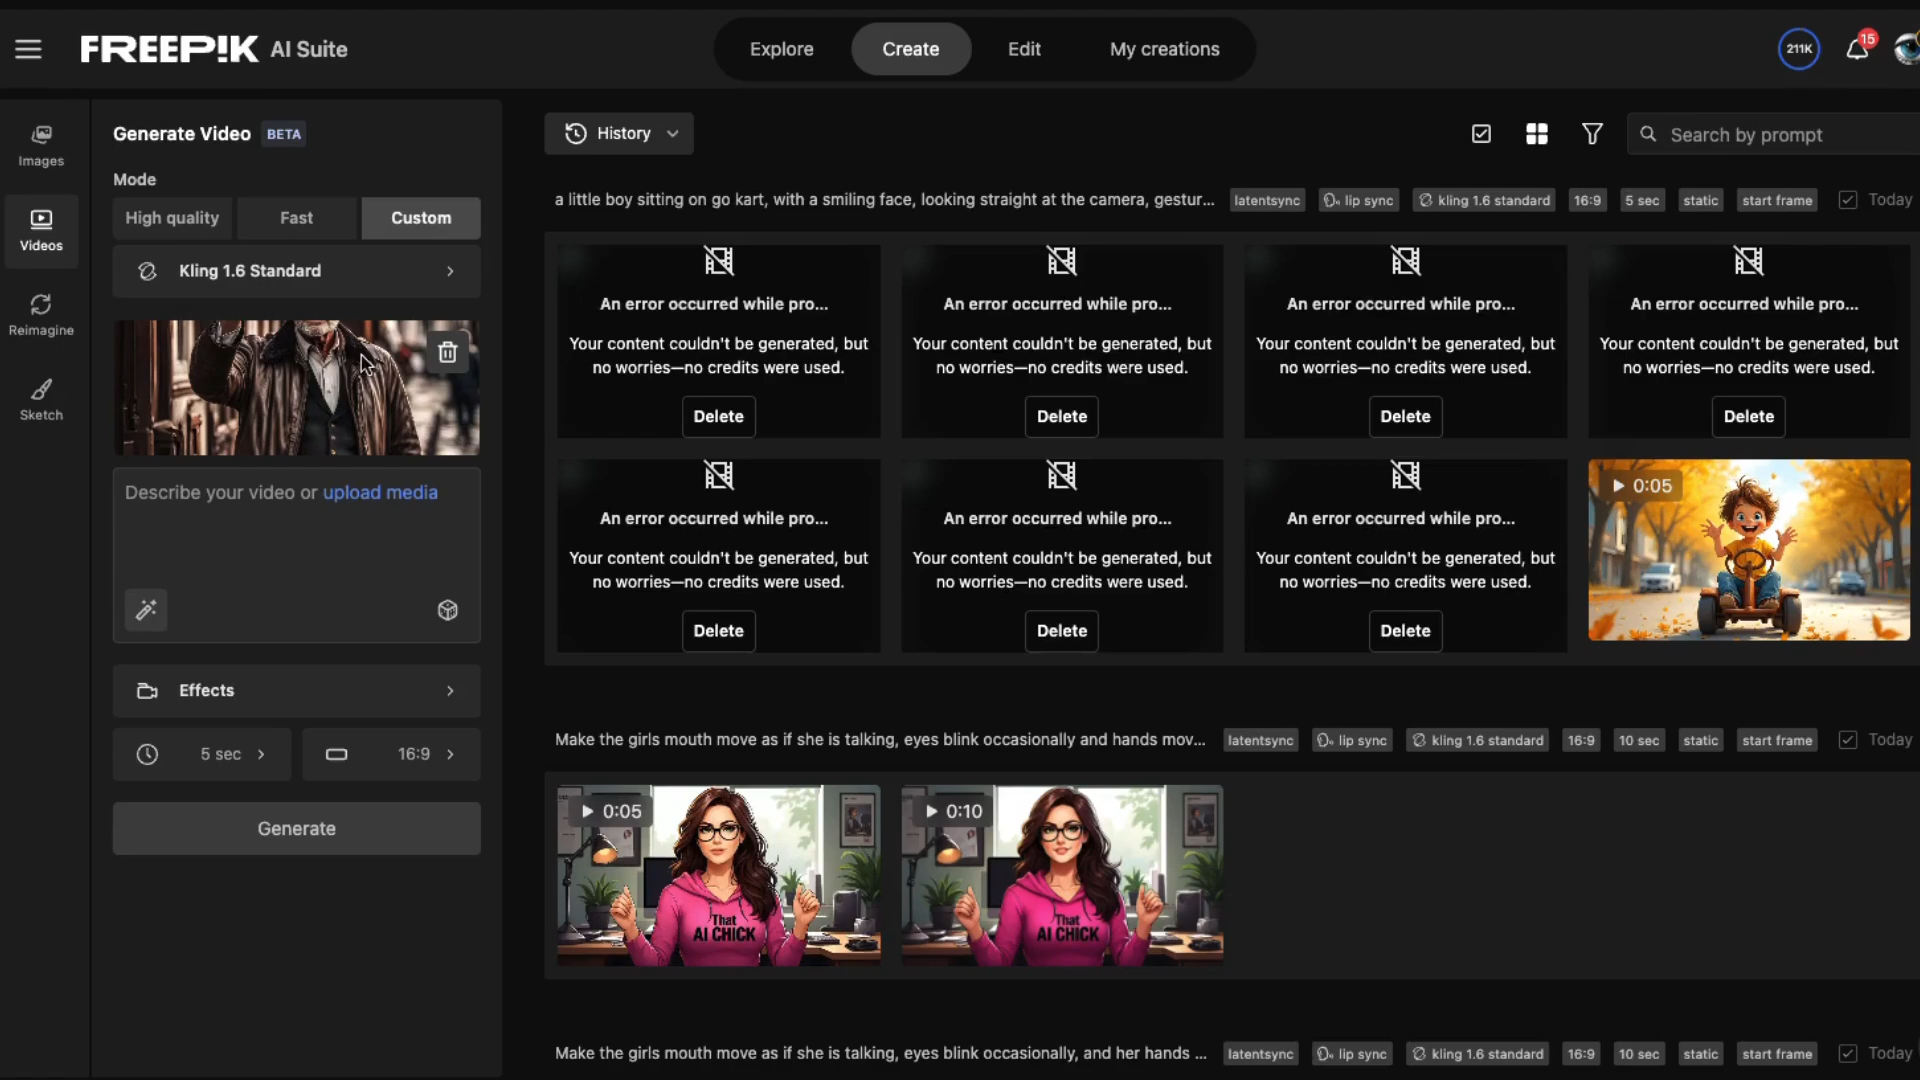 FREEP!K AI Suite
Explore
Create
Edit
My creations
211K
15
Images
Videos
Reimagine
Sketch
Generate Video BETA
Mode
High quality
Fast
Custom
Kling 1.6 Standard
Describe your video or upload media
Effects
5 sec
16:9
Generate
History
Search by prompt
a little boy sitting on go kart, with a smiling face, looking straight at the camera, gestur... latentsync lip sync kling 1.6 standard 16:9 5 sec static start frame Today
An error occurred while pro...
Your content couldn't be generated, but
no worries—no credits were used.
Delete
An error occurred while pro...
Your content couldn't be generated, but
no worries—no credits were used.
Delete
An error occurred while pro...
Your content couldn't be generated, but
no worries—no credits were used.
Delete
An error occurred while pro...
Your content couldn't be generated, but
no worries—no credits were used.
Delete
An error occurred while pro...
Your content couldn't be generated, but
no worries—no credits were used.
Delete
An error occurred while pro...
Your content couldn't be generated, but
no worries—no credits were used.
Delete
An error occurred while pro...
Your content couldn't be generated, but
no worries—no credits were used.
Delete
0:05
Make the girls mouth move as if she is talking, eyes blink occasionally and hands mov... latentsync lip sync kling 1.6 standard 16:9 10 sec static start frame Today
0:05
That
AI CHICK
0:10
That
AI CHICK
Make the girls mouth move as if she is talking, eyes blink occasionally, and her hands ... latentsync lip sync kling 1.6 standard 16:9 10 sec static start frame Today